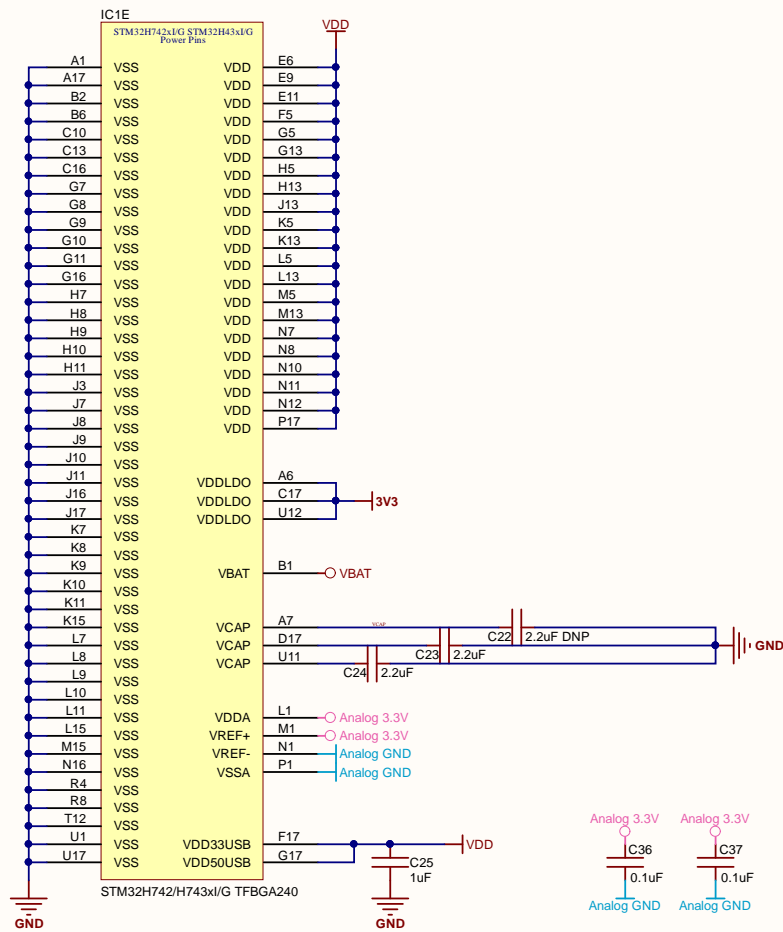 IC1E
STM32H742xI/G STM32H43xI/G
Power Pins
VDD
A1 VSS VDD E6
A17 VSS VDD E9
B2 VSS VDD E11
B6 VSS VDD F5
C10 VSS VDD G5
C13 VSS VDD G13
C16 VSS VDD H5
G7 VSS VDD H13
G8 VSS VDD J13
G9 VSS VDD K5
G10 VSS VDD K13
G11 VSS VDD L5
G16 VSS VDD L13
H7 VSS VDD M5
H8 VSS VDD M13
H9 VSS VDD N7
H10 VSS VDD N8
H11 VSS VDD N10
J3 VSS VDD N11
J7 VSS VDD N12
J8 VSS VDD P17
J9 VSS
J10 VSS
J11 VSS VDDLDO A6
J16 VSS VDDLDO C17 3V3
J17 VSS VDDLDO U12
K7 VSS
K8 VSS
K9 VSS VBAT B1 VBAT
K10 VSS
K11 VSS
K15 VSS VCAP A7 VCAP C22 2.2uF DNP
L7 VSS VCAP D17 C23 2.2uF GND
L8 VSS VCAP U11 C24 2.2uF
L9 VSS
L10 VSS
L11 VSS VDDA L1 Analog 3.3V
L15 VSS VREF+ M1 Analog 3.3V
M15 VSS VREF- N1 Analog GND
N16 VSS VSSA P1 Analog GND
R4 VSS
R8 VSS
T12 VSS
U1 VSS VDD33USB F17 VDD
U17 VSS VDD50USB G17
C25
1uF
GND
STM32H742/H743xI/G TFBGA240
GND
Analog 3.3V
C36
0.1uF
Analog GND
Analog 3.3V
C37
0.1uF
Analog GND